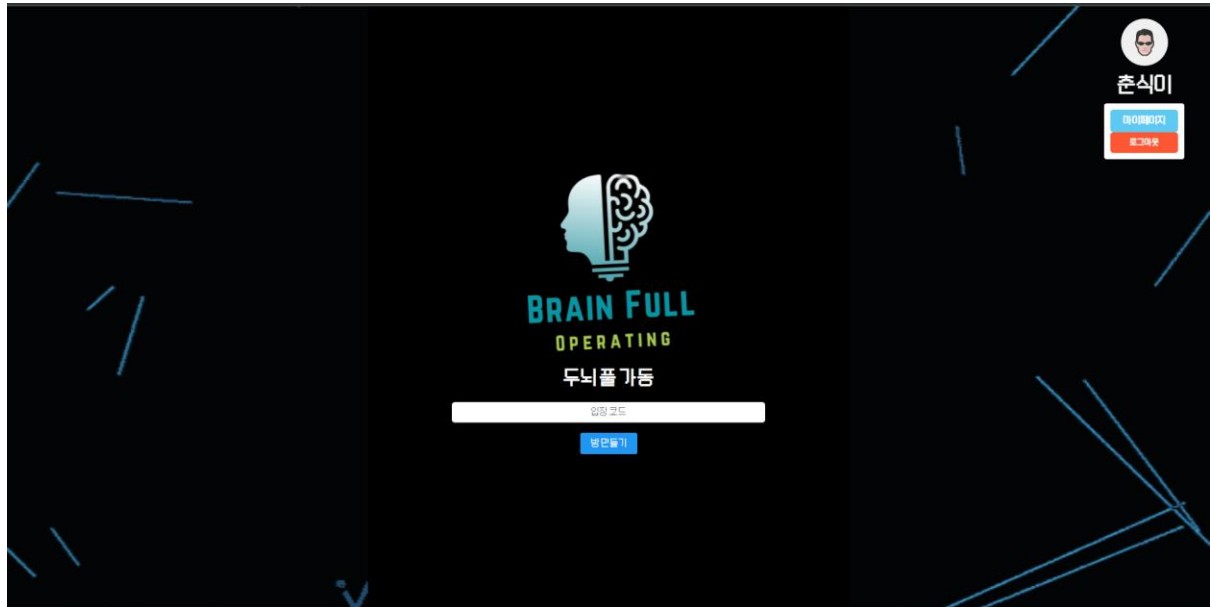 춘식이
마이페이지
로그아웃
BRAIN FULL
OPERATING
두뇌 풀 가동
입장 코드
방 만들기